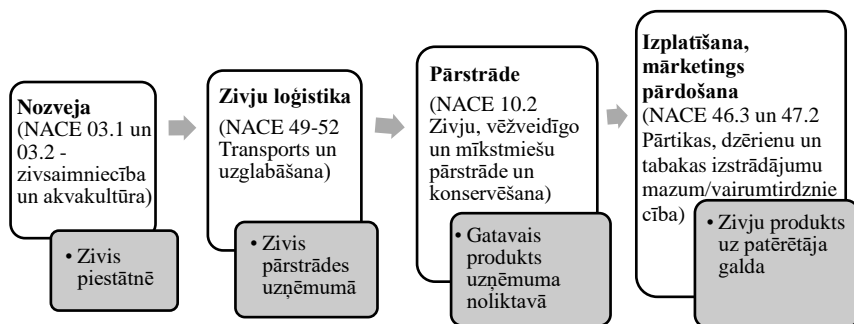 Nozveja
(NACE 03.1 un
03.2 -
zivsaimniecība
un akvakultūra)
• Zivis
piestātnē
Zivju loģistika
(NACE 49-52
Transports un
uzglabāšana)
• Zivis
pārstrādes
uzņēmumā
Pārstrāde
(NACE 10.2
Zivju, vēžveidīgo
un mīkstmiešu
pārstrāde un
konservēšana)
• Gatavais
produkts
uzņēmuma
noliktavā
Izplatīšana,
mārketings
pārdošana
(NACE 46.3 un 47.2
Pārtikas, dzērienu un
tabakas izstrādājumu
mazum/vairumtirdznie
cība)
• Zivju produkts
uz patērētāja
galda